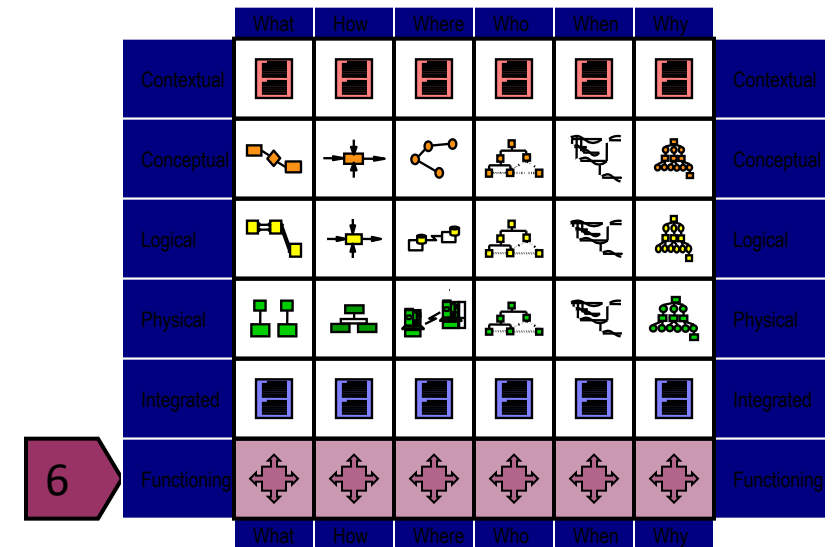 What How Where Who When Why
Contextual Contextual
Conceptual Conceptual
Logical Logical
Physical Physical
Integrated Integrated
6 Functioning Functioning
What How Where Who When Why